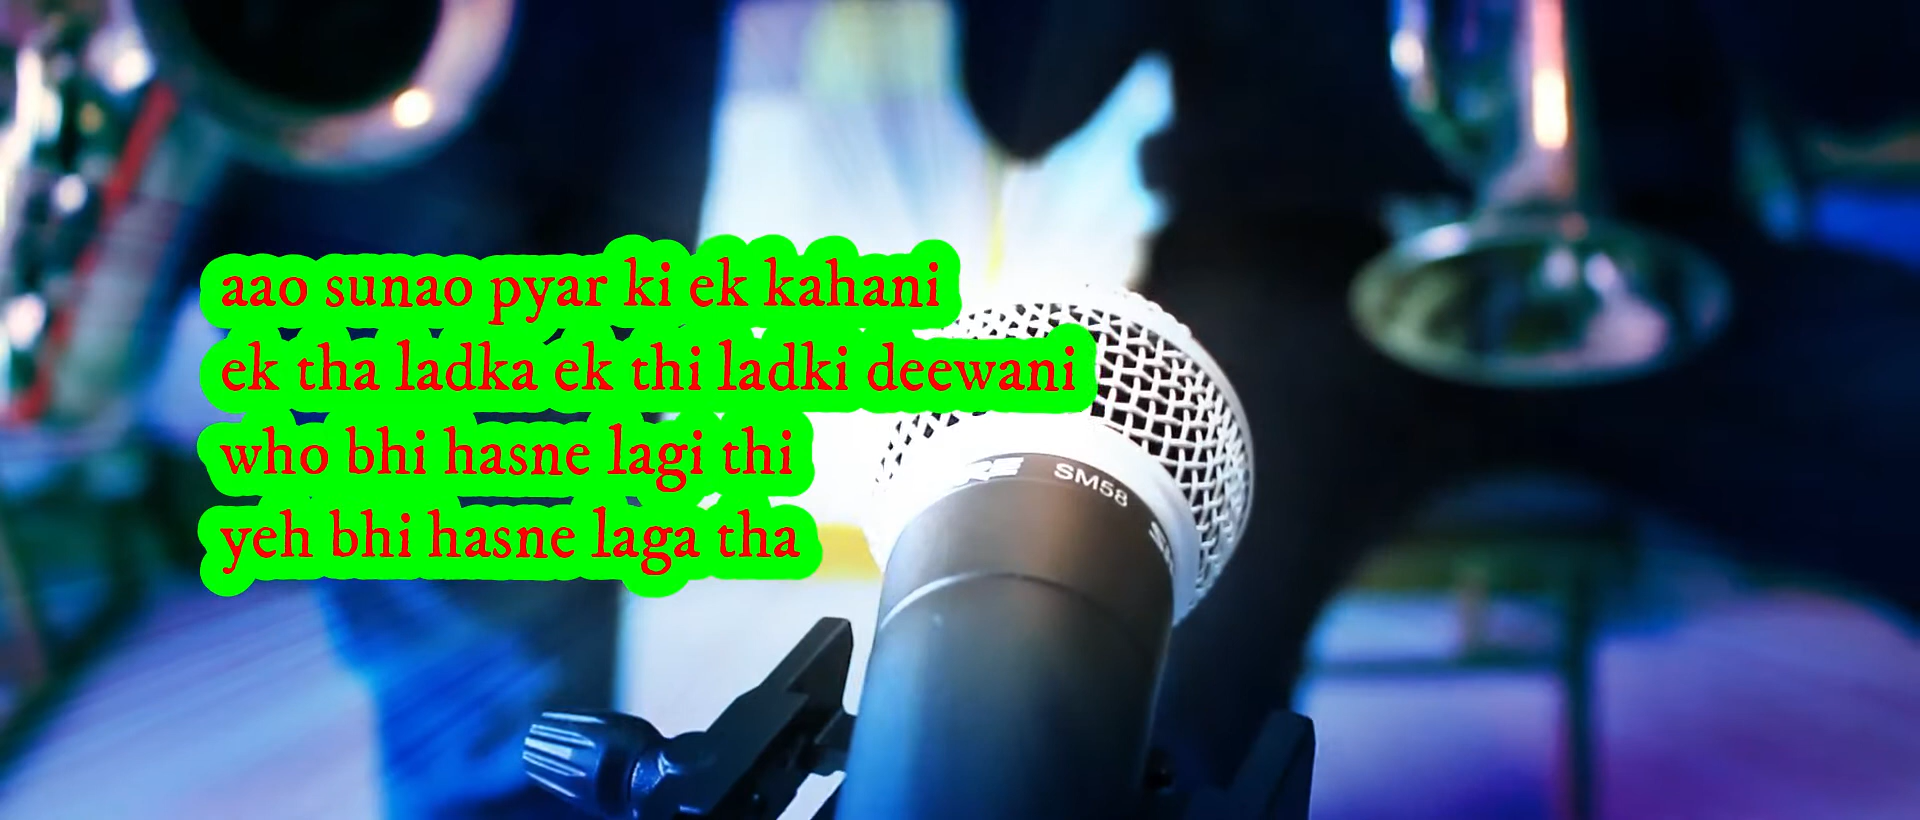 aao sunao pyar ki ek kahani
ek tha ladka ek thi ladki deewani
who bhi hasne lagi thi
yeh bhi hasne laga tha
SM58